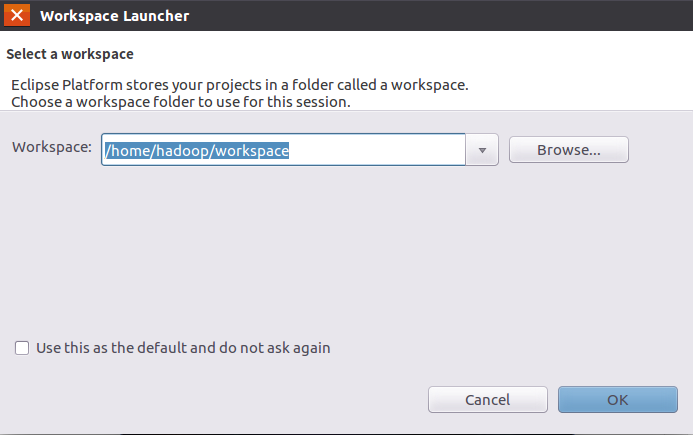 Workspace Launcher
Select a workspace
Eclipse Platform stores your projects in a folder called a workspace.
Choose a workspace folder to use for this session.
Workspace: /home/hadoop/workspace Browse...
Use this as the default and do not ask again
Cancel OK